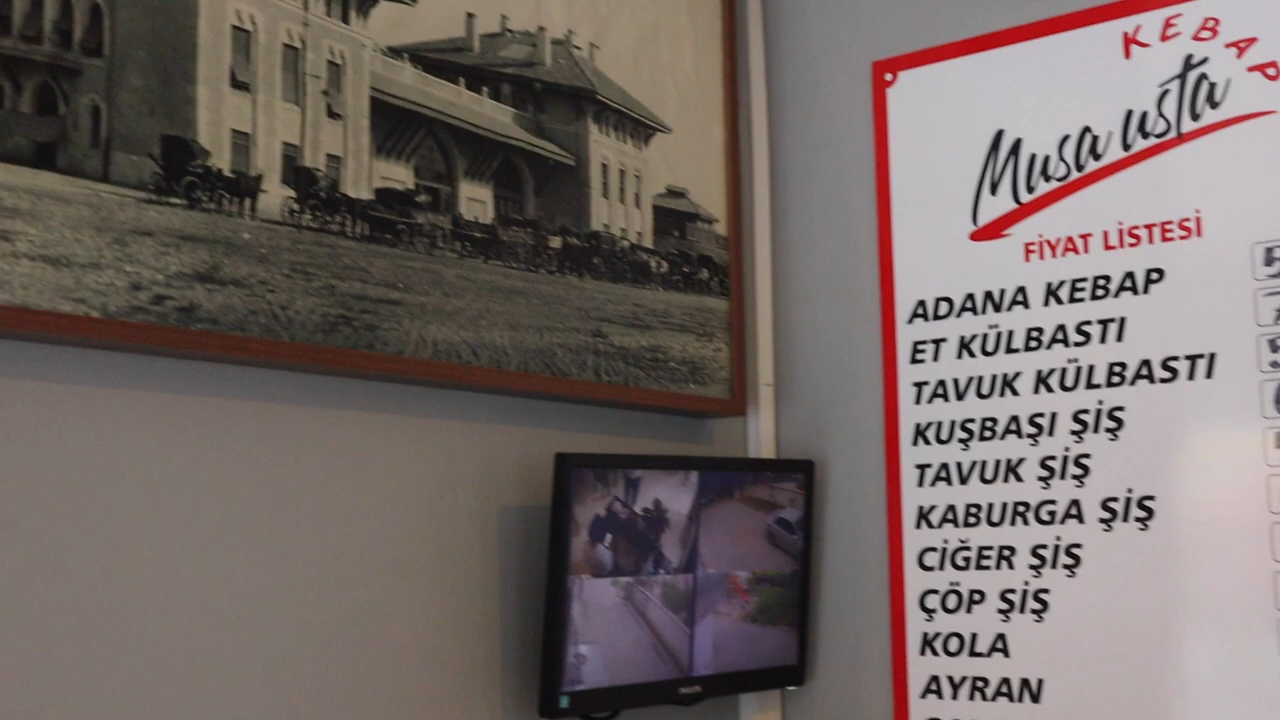 KEBAP
Musa usta
FİYAT LİSTESİ
ADANA KEBAP
ET KÜLBASTI
TAVUK KÜLBASTI
KUŞBAŞI ŞİŞ
TAVUK ŞİŞ
KABURGA ŞİŞ
CİĞER ŞİŞ
ÇÖP ŞİŞ
KOLA
AYRAN
PHILIPS